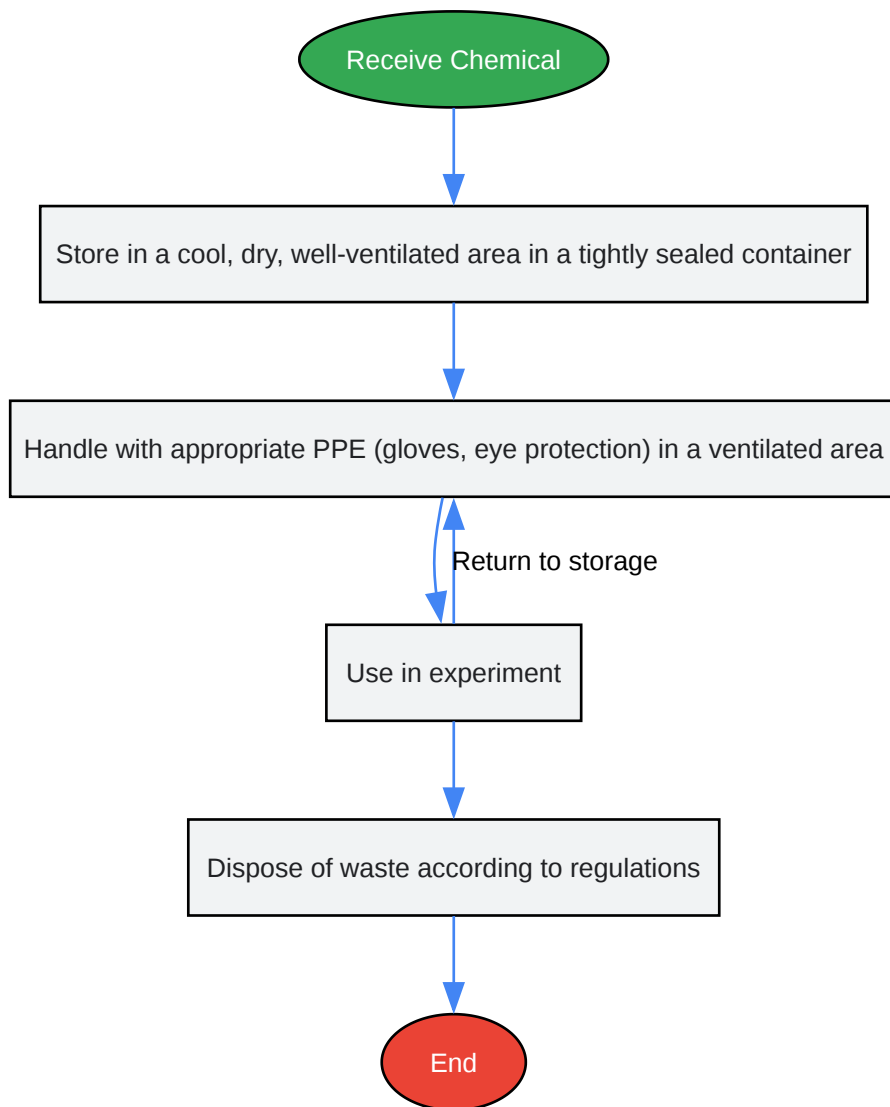 Receive Chemical
Store in a cool, dry, well-ventilated area in a tightly sealed container
Handle with appropriate PPE (gloves, eye protection) in a ventilated area
Return to storage
Use in experiment
Dispose of waste according to regulations
End